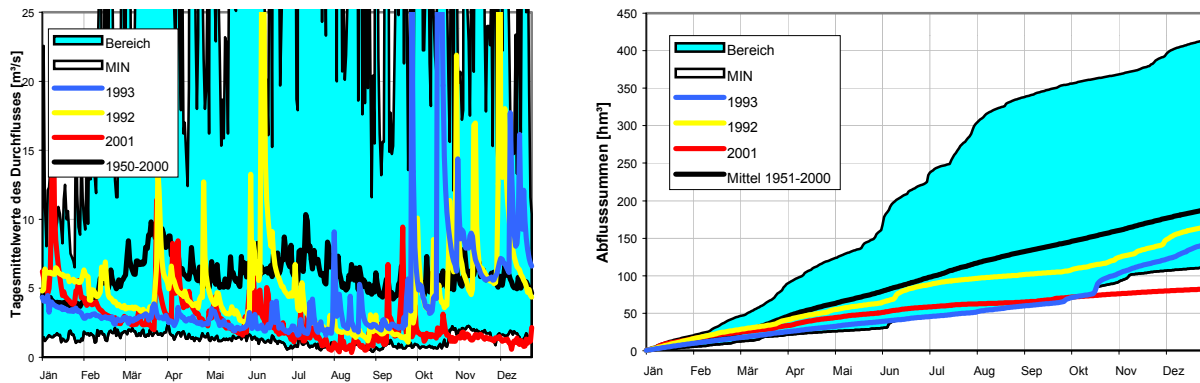 Tagesmittelwerte des Durchflusses [m³/s]
25
20
15
10
5
0
Bereich
MIN
1993
1992
2001
1950-2000
Jän Feb Mär Apr Mai Jun Jul Aug Sep Okt Nov Dez
Abflusssummen [hm³]
450
400
350
300
250
200
150
100
50
0
Bereich
MIN
1993
1992
2001
Mittel 1951-2000
Jän Feb Mär Apr Mai Jun Jul Aug Sep Okt Nov Dez